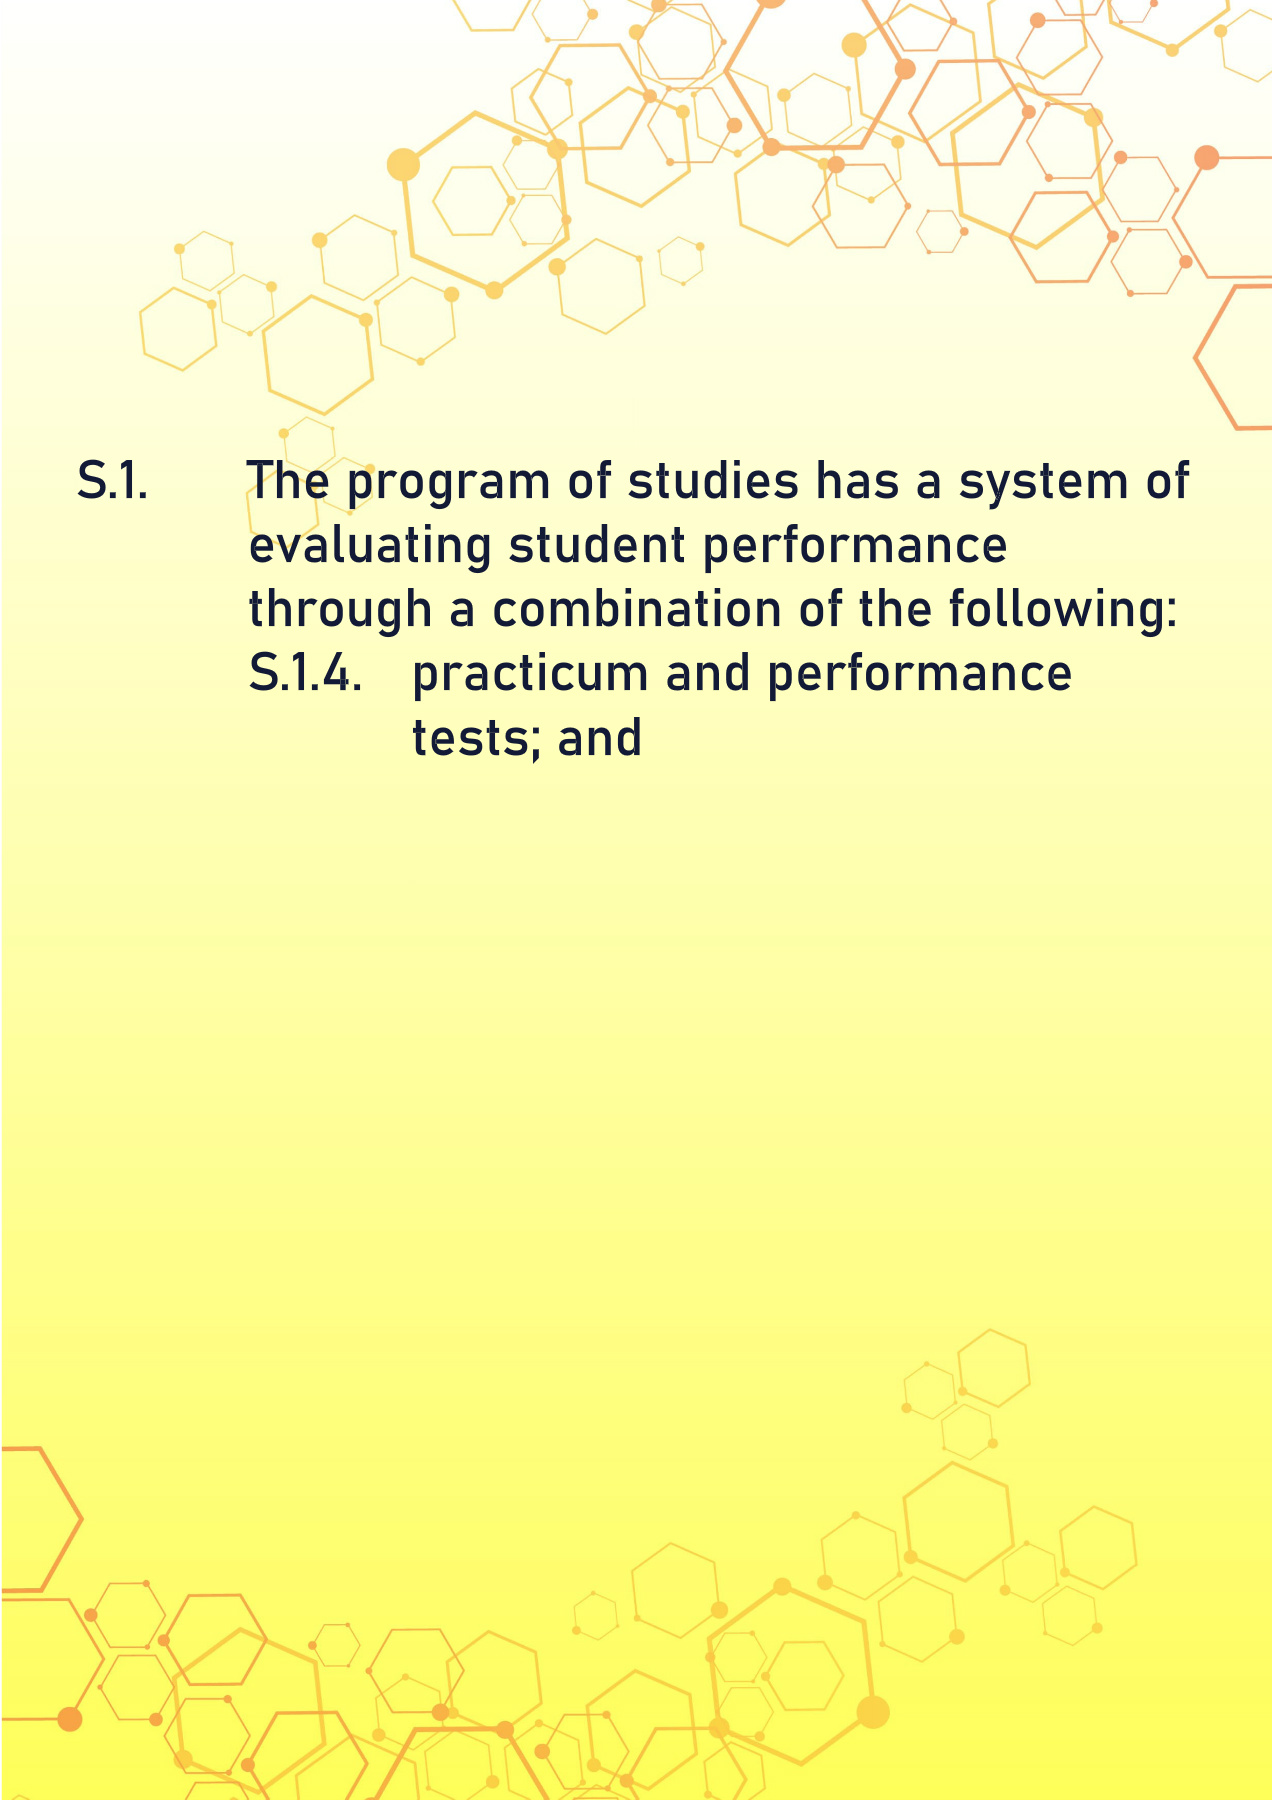 S.1. The program of studies has a system of
evaluating student performance
through a combination of the following:
S.1.4. practicum and performance
tests; and